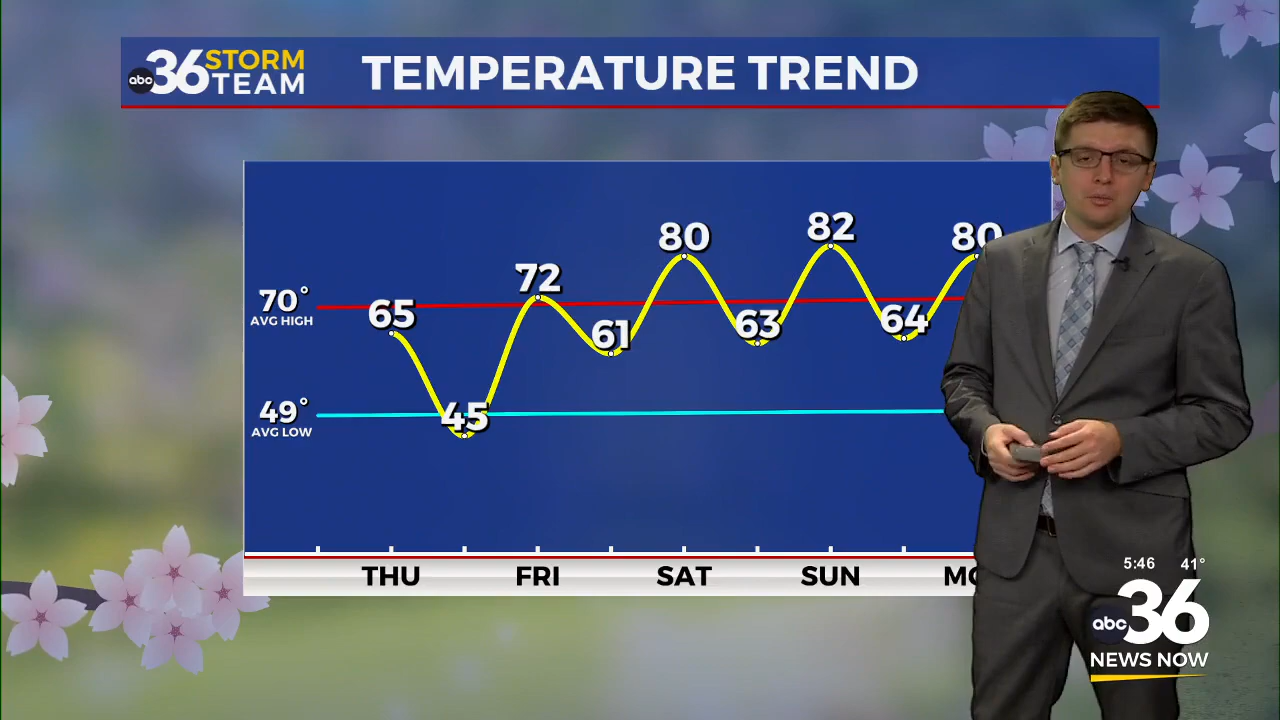 abc 36 STORM TEAM
TEMPERATURE TREND
80 82 80
72
70° 65 61 63 64
AVG HIGH
49° 45
AVG LOW
THU FRI SAT SUN
5:46 41°
abc 36
NEWS NOW